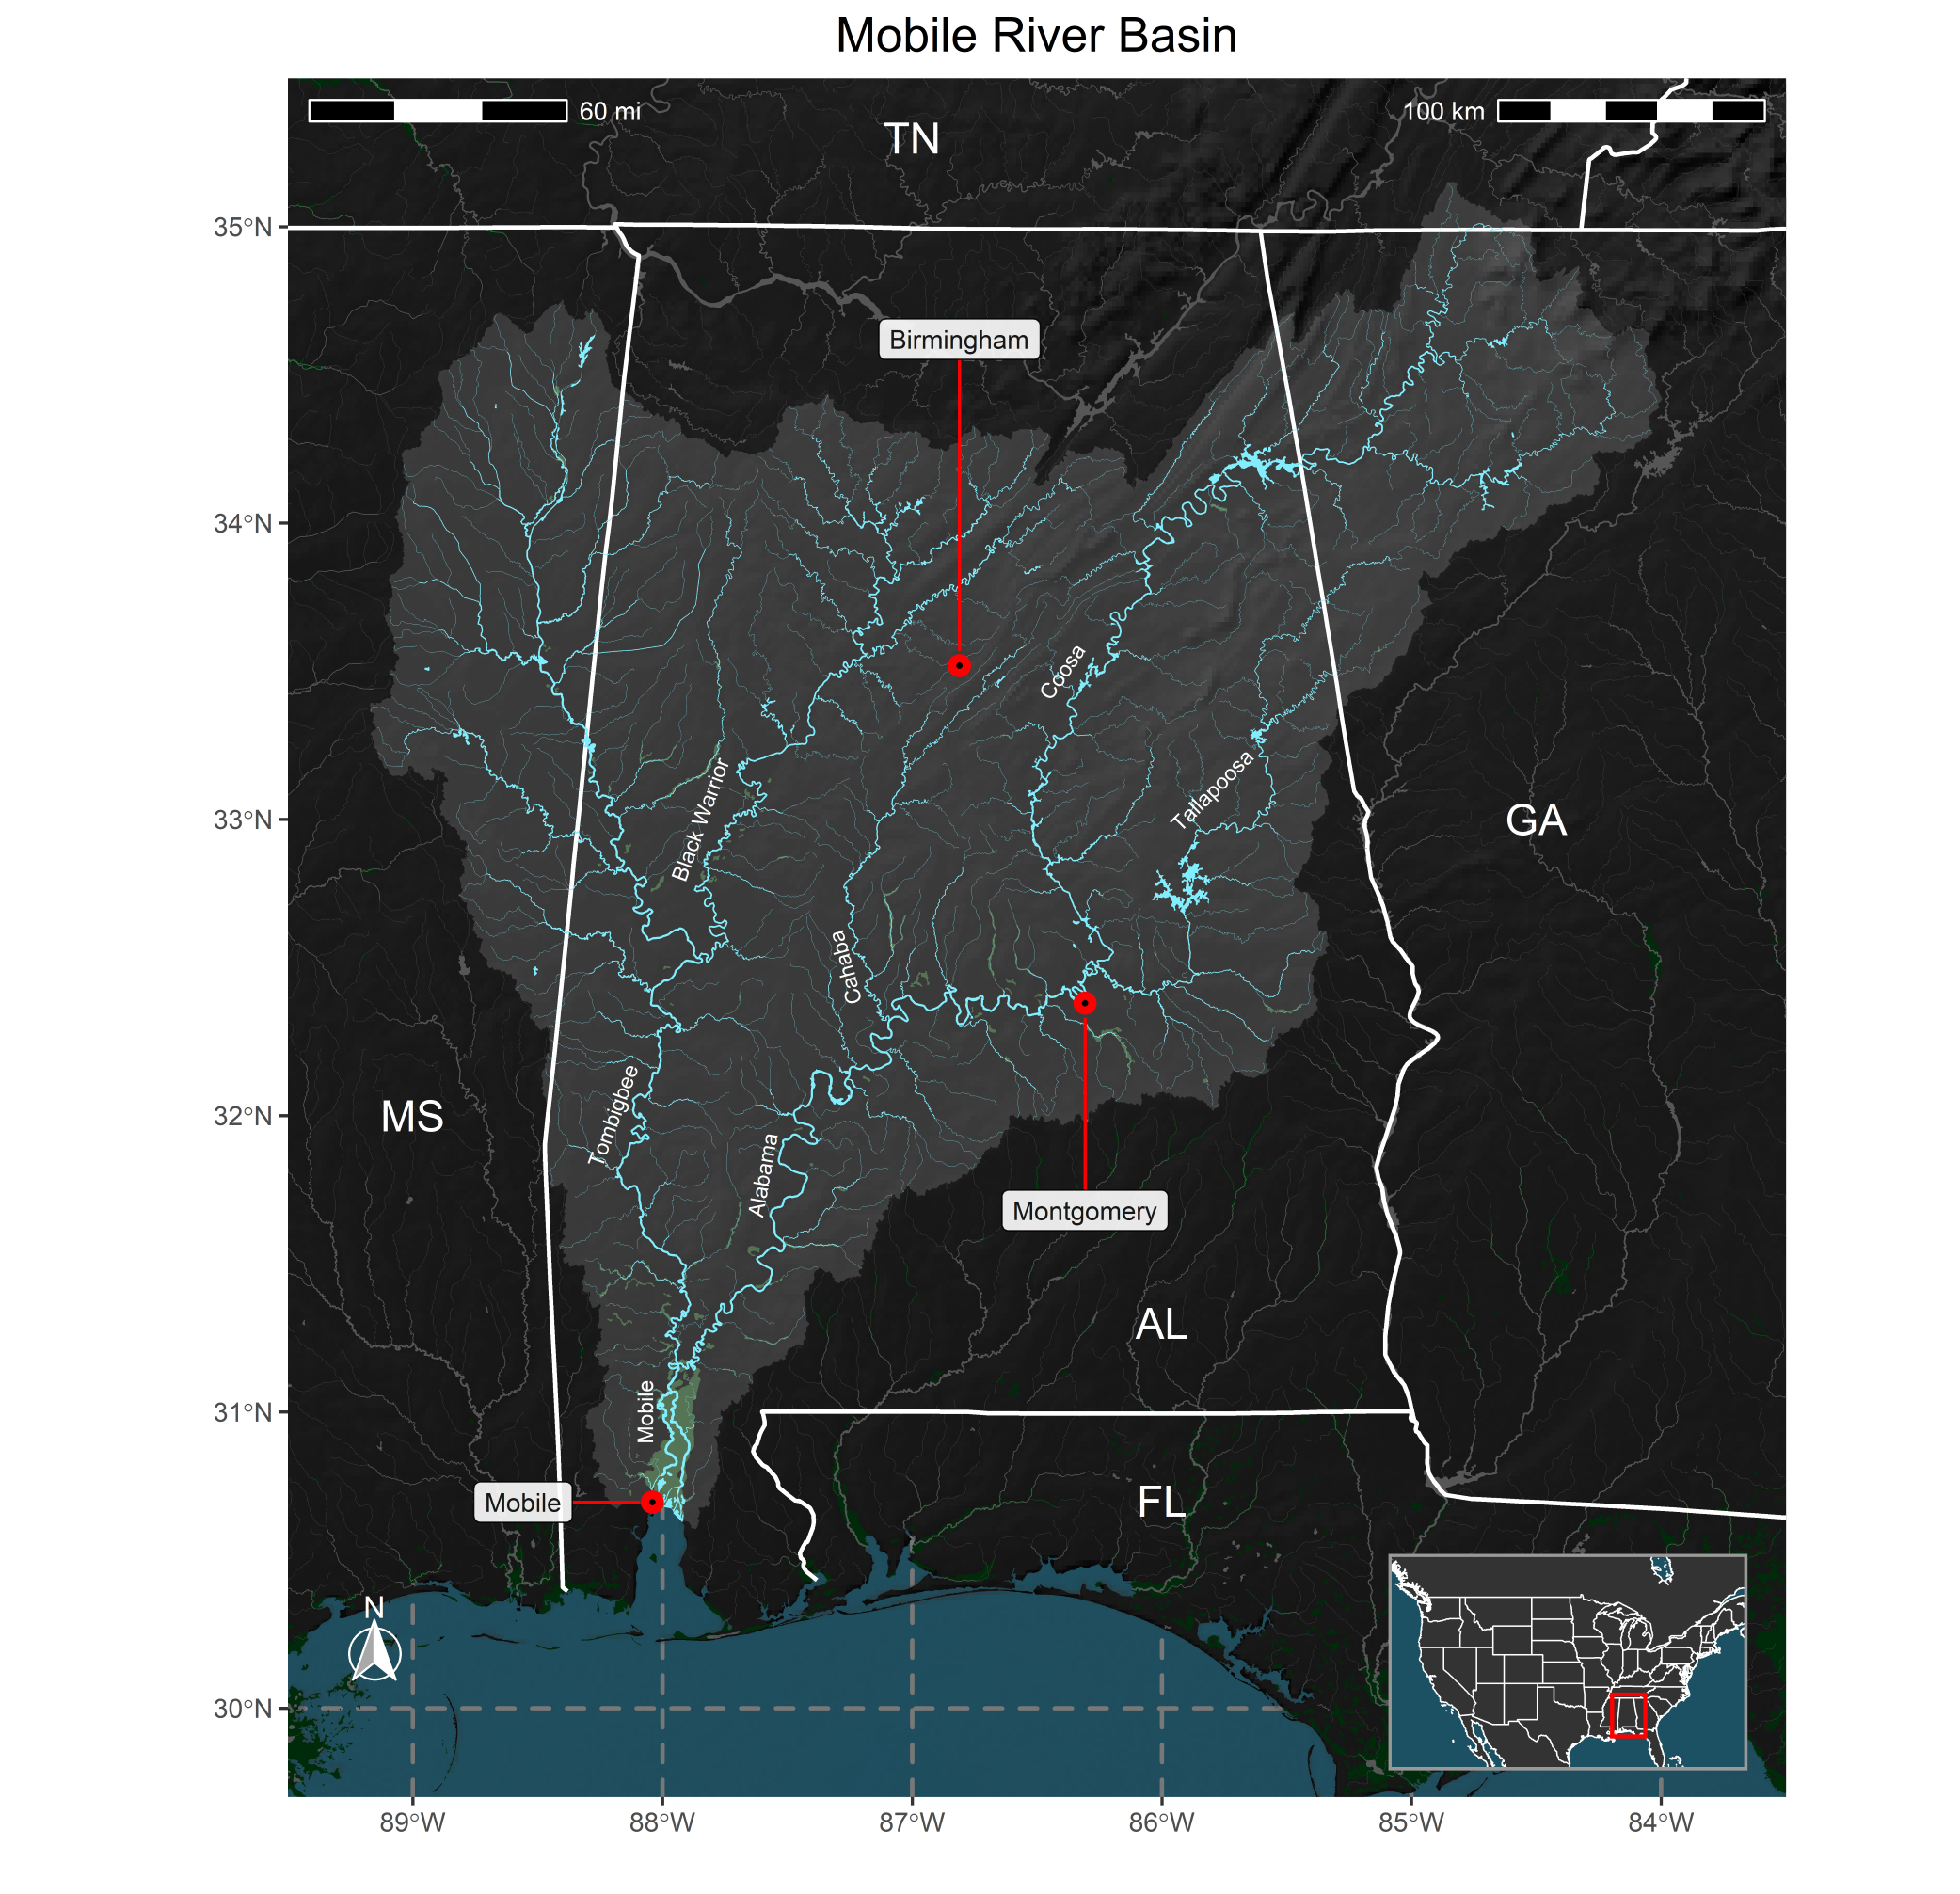 Mobile River Basin
60 mi
100 km
TN
35°N
Birmingham
34°N
Coosa
Tallapoosa
Black Warrior
33°N
GA
Cahaba
Tombigbee
MS
32°N
Alabama
Montgomery
AL
Mobile
31°N
Mobile
FL
N
30°N
89°W
88°W
87°W
86°W
85°W
84°W